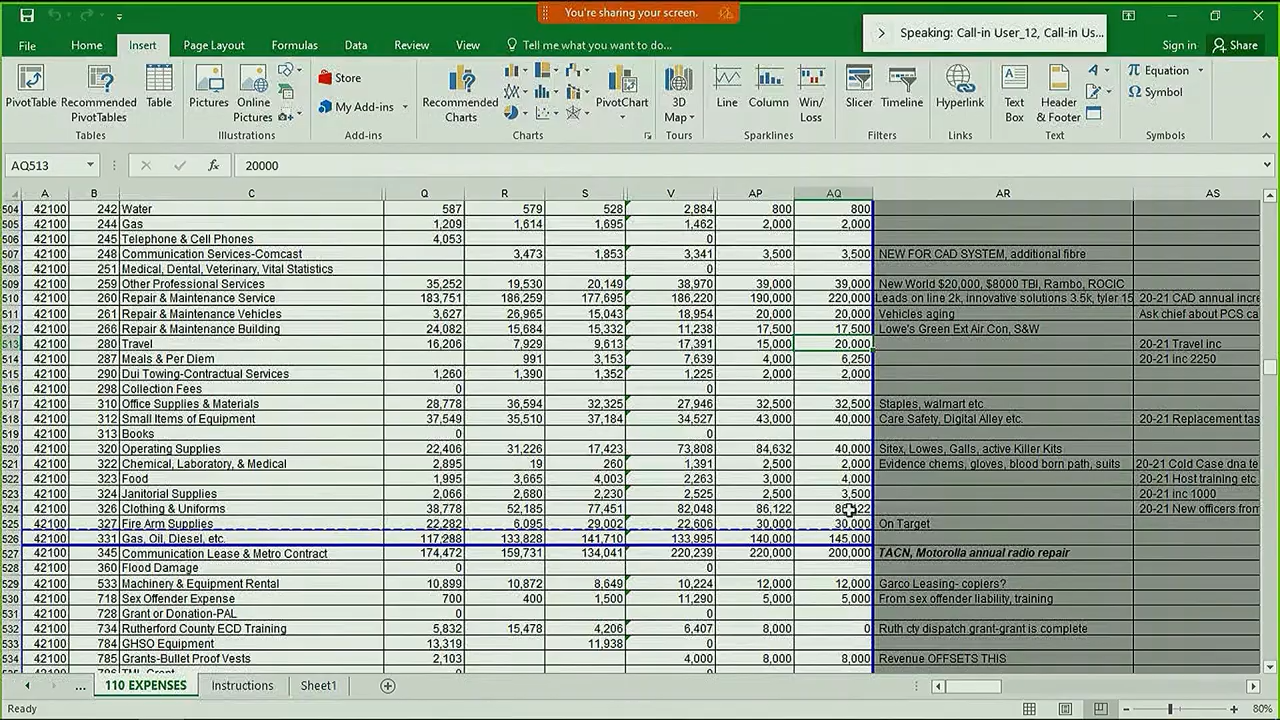 You're sharing your screen.
Speaking: Call-in User_12, Call-in Us...
File Home Insert Page Layout Formulas Data Review View Tell me what you want to do... Sign in Share
PivotTable Recommended PivotTables Table Pictures Online Pictures Store My Add-ins Recommended Charts PivotChart 3D Map Line Column Win/Loss Slicer Timeline Hyperlink Text Box Header & Footer Equation Symbol
Tables Illustrations Add-ins Charts Tours Sparklines Filters Links Text Symbols
AQ513 fx 20000
A B C Q R S V AP AQ AR AS
504 42100 242 Water 587 579 528 2,884 800 800
505 42100 244 Gas 1,209 1,614 1,695 1,462 2,000 2,000
506 42100 245 Telephone & Cell Phones 4,053 0
507 42100 248 Communication Services-Comcast 3,473 1,853 3,341 3,500 3,500 NEW FOR CAD SYSTEM, additional fibre
508 42100 251 Medical, Dental, Veterinary, Vital Statistics 0
509 42100 259 Other Professional Services 35,252 19,530 20,149 38,970 39,000 39,000 New World $20,000, $8000 TBI, Rambo, ROCIC
510 42100 260 Repair & Maintenance Service 183,751 186,259 177,695 186,220 190,000 220,000 Leads on line 2k, innovative solutions 3.5k, tyler 15 20-21 CAD annual incre
511 42100 261 Repair & Maintenance Vehicles 3,627 26,965 15,043 18,954 20,000 20,000 Vehicles aging Ask chief about PCS ca
512 42100 266 Repair & Maintenance Building 24,082 15,684 15,332 11,238 17,500 17,500 Lowe's Green Ext Air Con, S&W
513 42100 280 Travel 16,206 7,929 9,613 17,391 15,000 20,000 20-21 Travel inc
514 42100 287 Meals & Per Diem 991 3,153 7,639 4,000 6,250 20-21 inc 2250
515 42100 290 Dui Towing-Contractual Services 1,260 1,390 1,352 1,225 2,000 2,000
516 42100 298 Collection Fees 0 0
517 42100 310 Office Supplies & Materials 28,778 36,594 32,325 27,946 32,500 32,500 Staples, walmart etc.
518 42100 312 Small Items of Equipment 37,549 35,510 37,184 34,527 43,000 40,000 Care Safety, Digital Alley etc. 20-21 Replacement tas
519 42100 313 Books 0 0
520 42100 320 Operating Supplies 22,406 31,226 17,423 73,808 84,632 40,000 Sitex, Lowes, Galls, active Killer Kits
521 42100 322 Chemical, Laboratory, & Medical 2,895 19 260 1,391 2,500 2,000 Evidence chems, gloves, blood born path, suits 20-21 Cold Case dna te
522 42100 323 Food 1,995 3,665 4,003 2,263 3,000 4,000 20-21 Host training etc
523 42100 324 Janitorial Supplies 2,066 2,680 2,230 2,525 2,500 3,500 20-21 inc 1000
524 42100 326 Clothing & Uniforms 38,778 52,185 77,451 82,048 86,122 20-21 New officers from
525 42100 327 Fire Arm Supplies 22,282 6,095 29,002 22,606 30,000 30,000 On Target
526 42100 331 Gas, Oil, Diesel, etc. 117,288 133,828 141,710 133,995 140,000 145,000
527 42100 345 Communication Lease & Metro Contract 174,472 159,731 134,041 220,239 220,000 200,000 TACN, Motorolla annual radio repair
528 42100 360 Flood Damage 0 0
529 42100 533 Machinery & Equipment Rental 10,899 10,872 8,649 10,224 12,000 12,000 Garco Leasing- copiers?
530 42100 718 Sex Offender Expense 700 400 1,500 11,290 5,000 5,000 From sex offender liability, training
531 42100 728 Grant or Donation-PAL 0 0
532 42100 734 Rutherford County ECD Training 5,832 15,478 4,206 6,407 8,000 0 Ruth cty dispatch grant-grant is complete
533 42100 784 GHSO Equipment 13,319 11,938 0
534 42100 785 Grants-Bullet Proof Vests 2,103 4,000 8,000 8,000 Revenue OFFSETS THIS
... 110 EXPENSES Instructions Sheet1
Ready 80%